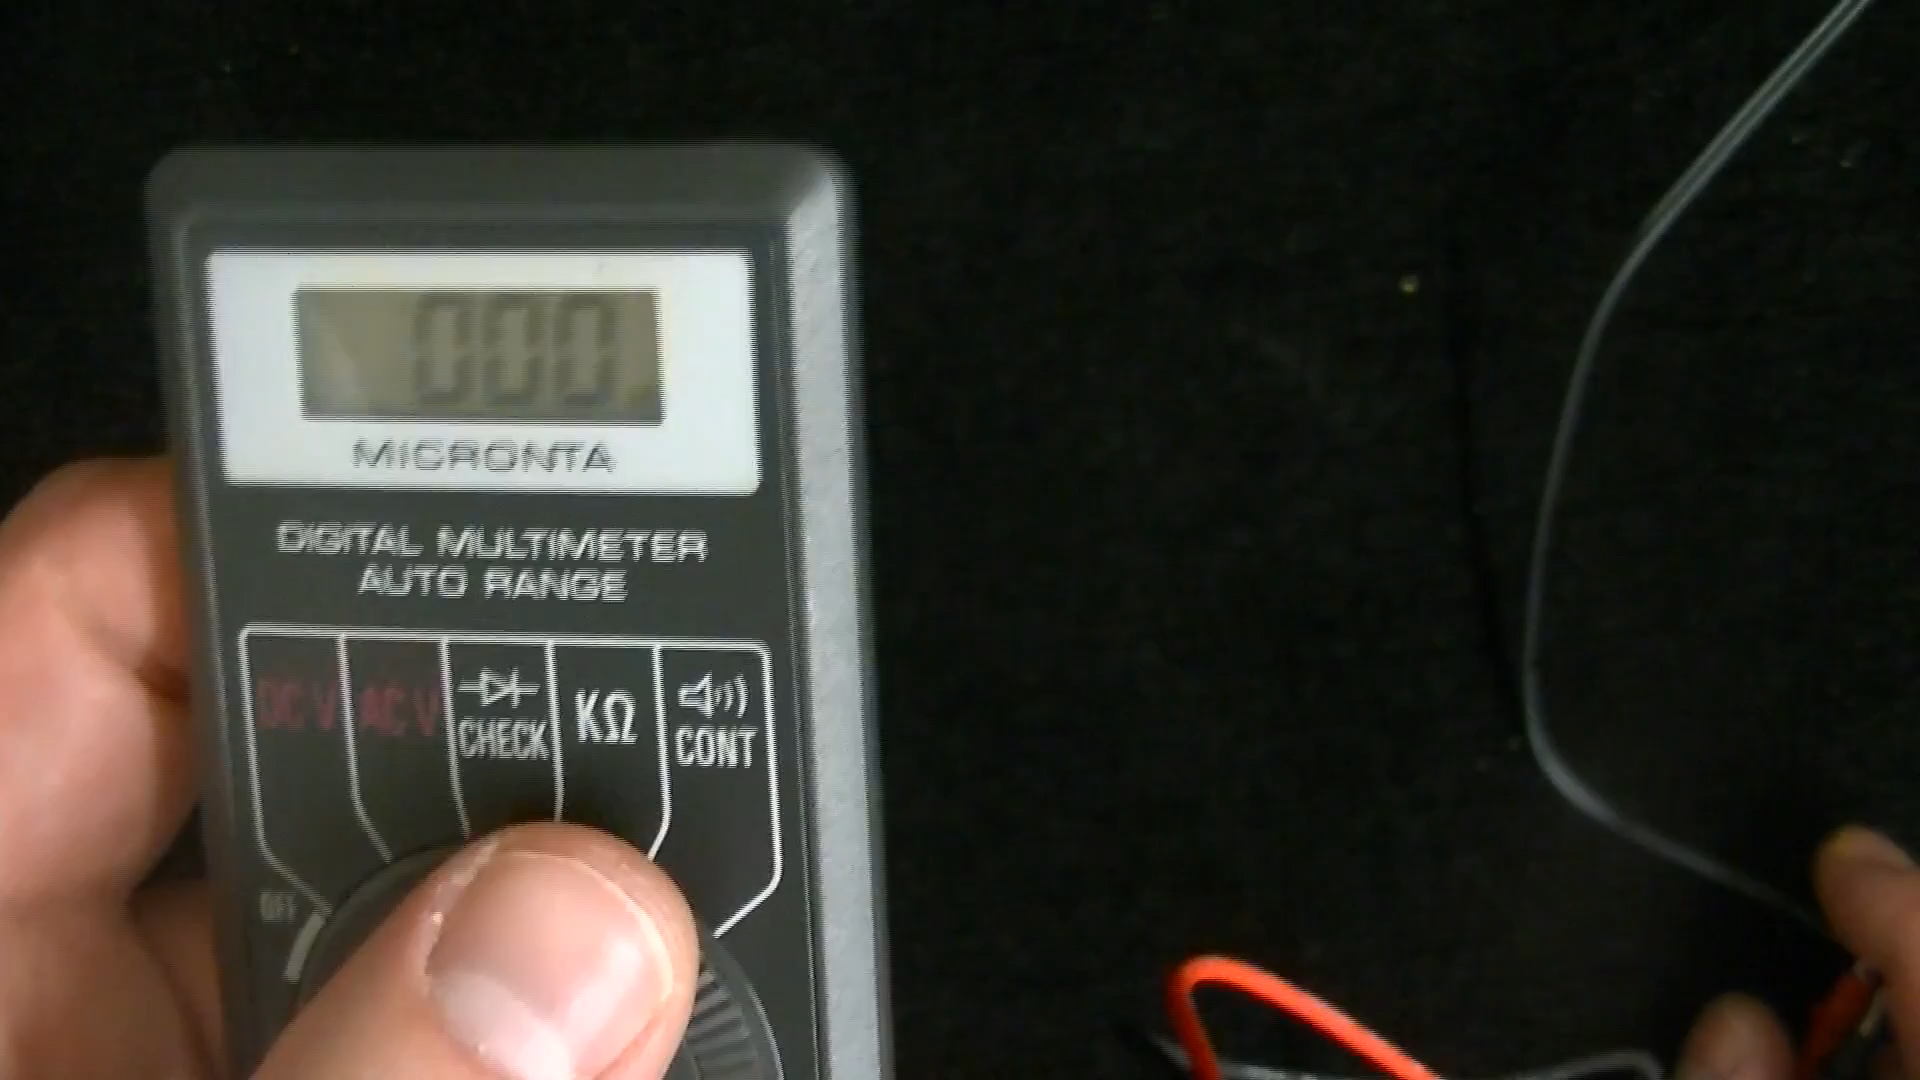 000
MICRONTA
DIGITAL MULTIMETER
AUTO RANGE
DC V AC V CHECK KΩ CONT
OFF